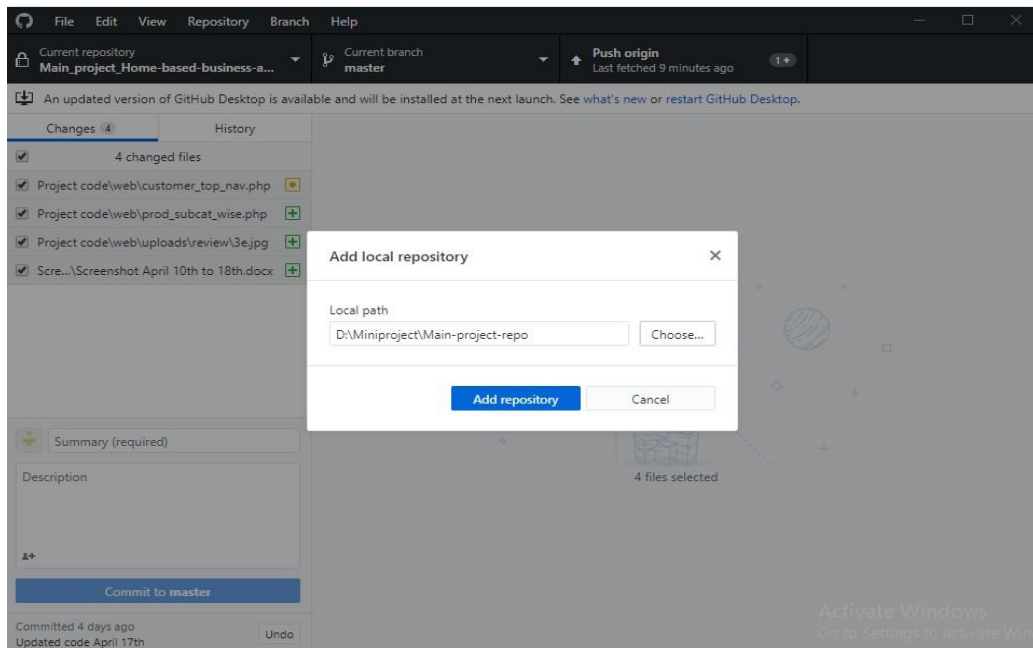 File Edit View Repository Branch Help
Current repository
Main_project_Home-based-business-a...
Current branch
master
Push origin
Last fetched 9 minutes ago
1
An updated version of GitHub Desktop is available and will be installed at the next launch. See what's new or restart GitHub Desktop.
Changes 4 History
4 changed files
Project code\web\customer_top_nav.php
Project code\web\prod_subcat_wise.php
Project code\web\uploads\review\3e.jpg
Scre...\Screenshot April 10th to 18th.docx
Add local repository
Local path
D:\Miniproject\Main-project-repo
Choose...
Add repository Cancel
4 files selected
Summary (required)
Description
Commit to master
Committed 4 days ago
Updated code April 17th
Undo
Activate Windows
Go to Settings to activate Win